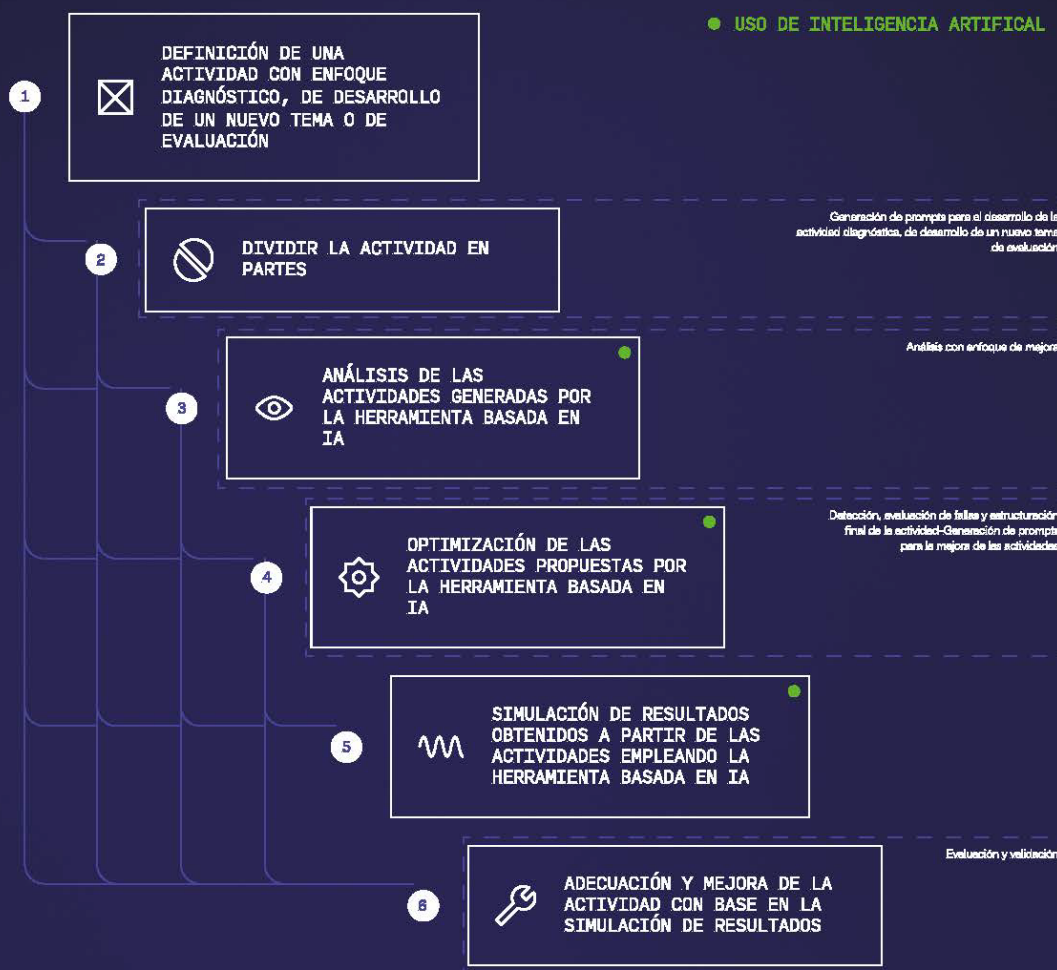 USO DE INTELIGENCIA ARTIFICAL
1
DEFINICIÓN DE UNA
ACTIVIDAD CON ENFOQUE
DIAGNÓSTICO, DE DESARROLLO
DE UN NUEVO TEMA O DE
EVALUACIÓN
2
DIVIDIR LA ACTIVIDAD EN
PARTES
Generación de prompts para el desarrollo de la
actividad diagnóstica, de desarrollo de un nuevo tema
de evaluación
3
ANÁLISIS DE LAS
ACTIVIDADES GENERADAS POR
LA HERRAMIENTA BASADA EN
IA
Análisis con enfoque de mejora
4
OPTIMIZACIÓN DE LAS
ACTIVIDADES PROPUESTAS POR
LA HERRAMIENTA BASADA EN
IA
Detección, evaluación de fallas y estructuración
final de la actividad-Generación de prompts
para la mejora de las actividades
5
SIMULACIÓN DE RESULTADOS
OBTENIDOS A PARTIR DE LAS
ACTIVIDADES EMPLEANDO LA
HERRAMIENTA BASADA EN IA
6
ADECUACIÓN Y MEJORA DE LA
ACTIVIDAD CON BASE EN LA
SIMULACIÓN DE RESULTADOS
Evaluación y validación